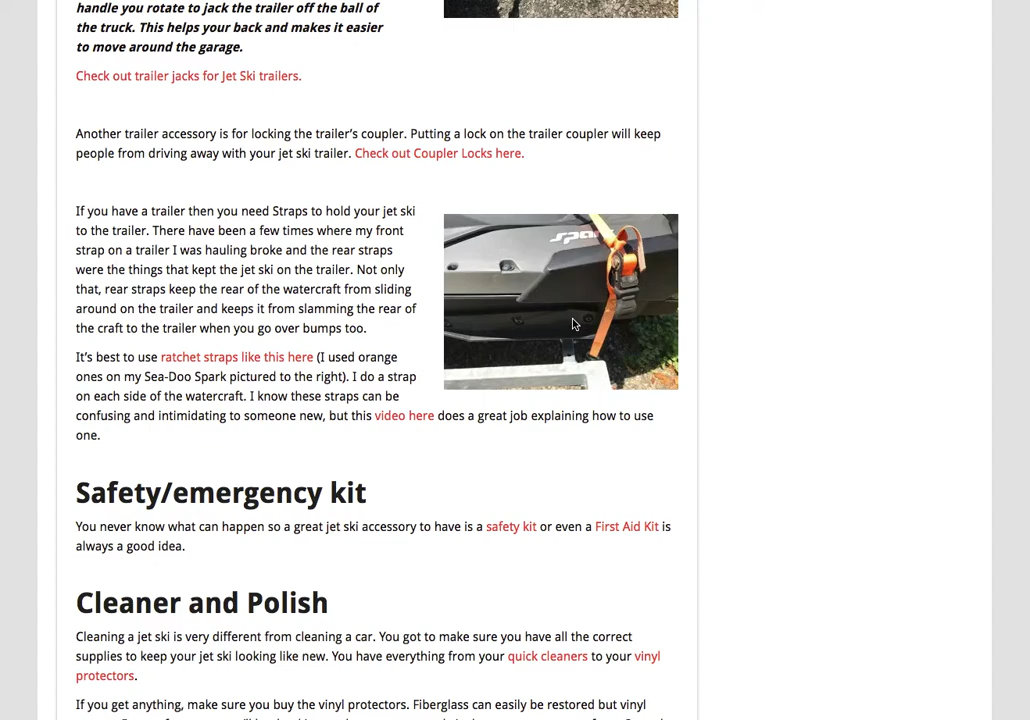 handle you rotate to jack the trailer off the ball of
the truck. This helps your back and makes it easier
to move around the garage.
Check out trailer jacks for Jet Ski trailers.
Another trailer accessory is for locking the trailer’s coupler. Putting a lock on the trailer coupler will keep
people from driving away with your jet ski trailer. Check out Coupler Locks here.
If you have a trailer then you need Straps to hold your jet ski
to the trailer. There have been a few times where my front
strap on a trailer I was hauling broke and the rear straps
were the things that kept the jet ski on the trailer. Not only
that, rear straps keep the rear of the watercraft from sliding
around on the trailer and keeps it from slamming the rear of
the craft to the trailer when you go over bumps too.
It’s best to use ratchet straps like this here (I used orange
ones on my Sea-Doo Spark pictured to the right). I do a strap
on each side of the watercraft. I know these straps can be
confusing and intimidating to someone new, but this video here does a great job explaining how to use
one.
Safety/emergency kit
You never know what can happen so a great jet ski accessory to have is a safety kit or even a First Aid Kit is
always a good idea.
Cleaner and Polish
Cleaning a jet ski is very different from cleaning a car. You got to make sure you have all the correct
supplies to keep your jet ski looking like new. You have everything from your quick cleaners to your vinyl
protectors.
If you get anything, make sure you buy the vinyl protectors. Fiberglass can easily be restored but vinyl